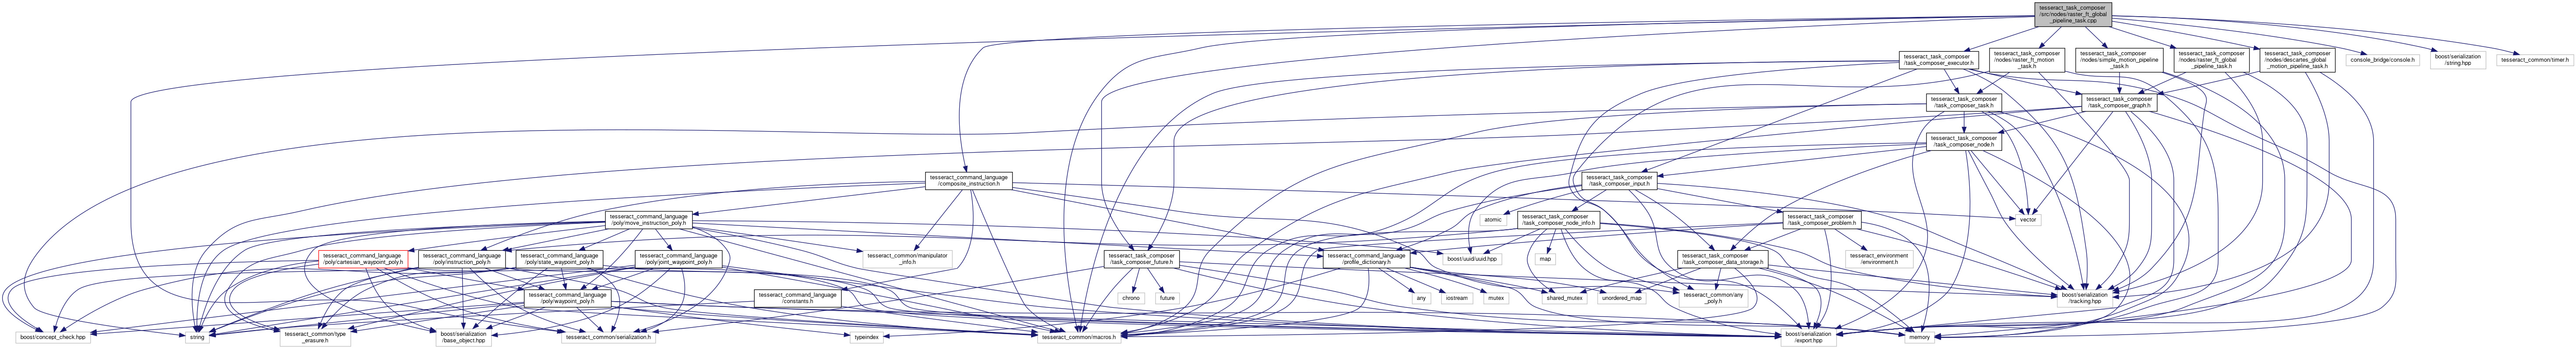 tesseract_task_composer
/src/nodes/raster_ft_global
_pipeline_task.cpp
tesseract_task_composer
/task_composer_executor.h
tesseract_task_composer
/nodes/raster_ft_motion
_task.h
tesseract_task_composer
/nodes/simple_motion_pipeline
_task.h
tesseract_task_composer
/nodes/raster_ft_global
_pipeline_task.h
tesseract_task_composer
/nodes/descartes_global
_motion_pipeline_task.h
console_bridge/console.h
boost/serialization
/string.hpp
tesseract_common/timer.h
tesseract_task_composer
/task_composer_task.h
tesseract_task_composer
/task_composer_graph.h
tesseract_task_composer
/task_composer_node.h
tesseract_command_language
/composite_instruction.h
tesseract_task_composer
/task_composer_input.h
tesseract_command_language
/poly/move_instruction_poly.h
atomic
tesseract_task_composer
/task_composer_node_info.h
tesseract_task_composer
/task_composer_problem.h
vector
tesseract_command_language
/poly/cartesian_waypoint_poly.h
tesseract_command_language
/poly/instruction_poly.h
tesseract_command_language
/poly/state_waypoint_poly.h
tesseract_command_language
/poly/joint_waypoint_poly.h
tesseract_common/manipulator
_info.h
tesseract_task_composer
/task_composer_future.h
tesseract_command_language
/profile_dictionary.h
boost/uuid/uuid.hpp
map
tesseract_task_composer
/task_composer_data_storage.h
tesseract_environment
/environment.h
tesseract_command_language
/poly/waypoint_poly.h
tesseract_command_language
/constants.h
chrono
future
any
iostream
mutex
shared_mutex
unordered_map
tesseract_common/any
_poly.h
boost/serialization
/tracking.hpp
boost/concept_check.hpp
string
tesseract_common/type
_erasure.h
boost/serialization
/base_object.hpp
tesseract_common/serialization.h
typeindex
tesseract_common/macros.h
boost/serialization
/export.hpp
memory